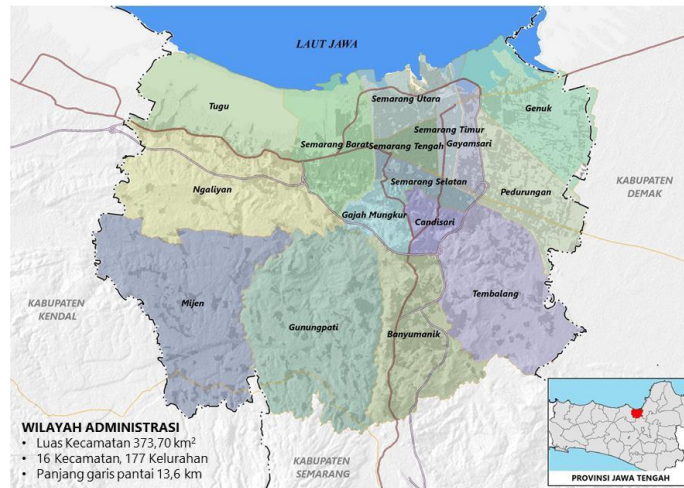 LAUT JAWA
Tugu
Semarang Utara
Genuk
Semarang Timur
Semarang Barat
Semarang Tengah
Gayamsari
Ngaliyan
Semarang Selatan
Pedurungan
KABUPATEN
DEMAK
Gajah Mungkur
Candisari
Mijen
Tembalang
KABUPATEN
KENDAL
Gunungpati
Banyumanik
WILAYAH ADMINISTRASI
• Luas Kecamatan 373,70 km²
• 16 Kecamatan, 177 Kelurahan
• Panjang garis pantai 13,6 km
KABUPATEN
SEMARANG
PROVINSI JAWA TENGAH